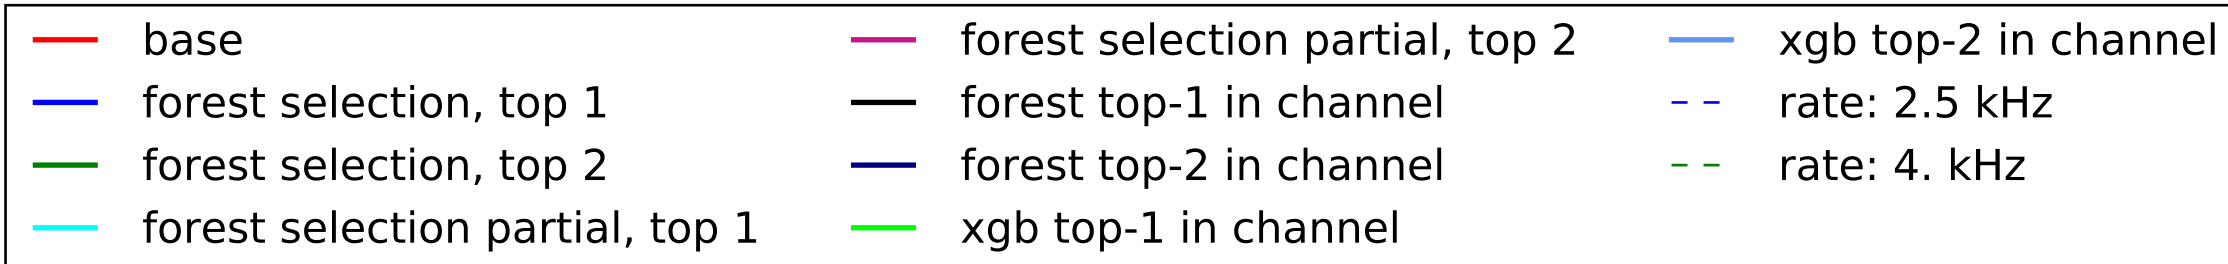 base
forest selection, top 1
forest selection, top 2
forest selection partial, top 1
forest selection partial, top 2
forest top-1 in channel
forest top-2 in channel
xgb top-1 in channel
xgb top-2 in channel
rate: 2.5 kHz
rate: 4. kHz